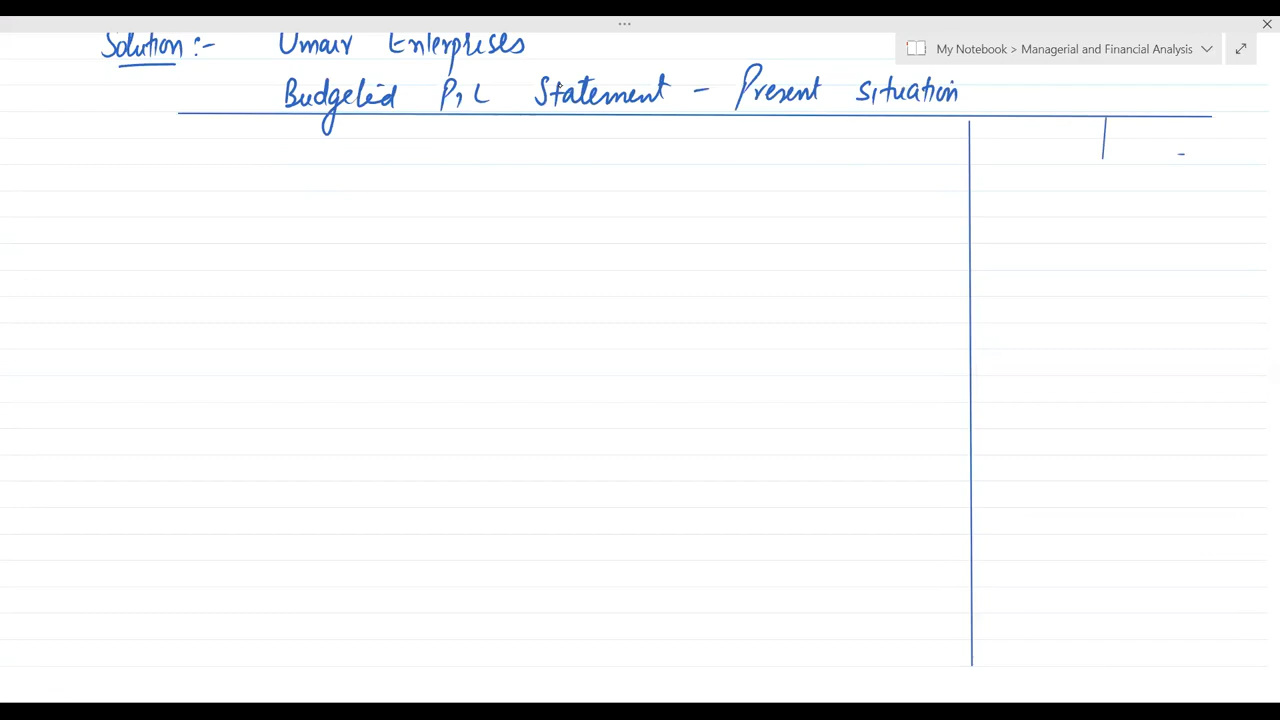 Solution :- Umair Enterprises
My Notebook > Managerial and Financial Analysis
Budgeted P, L Statement - Present Situation